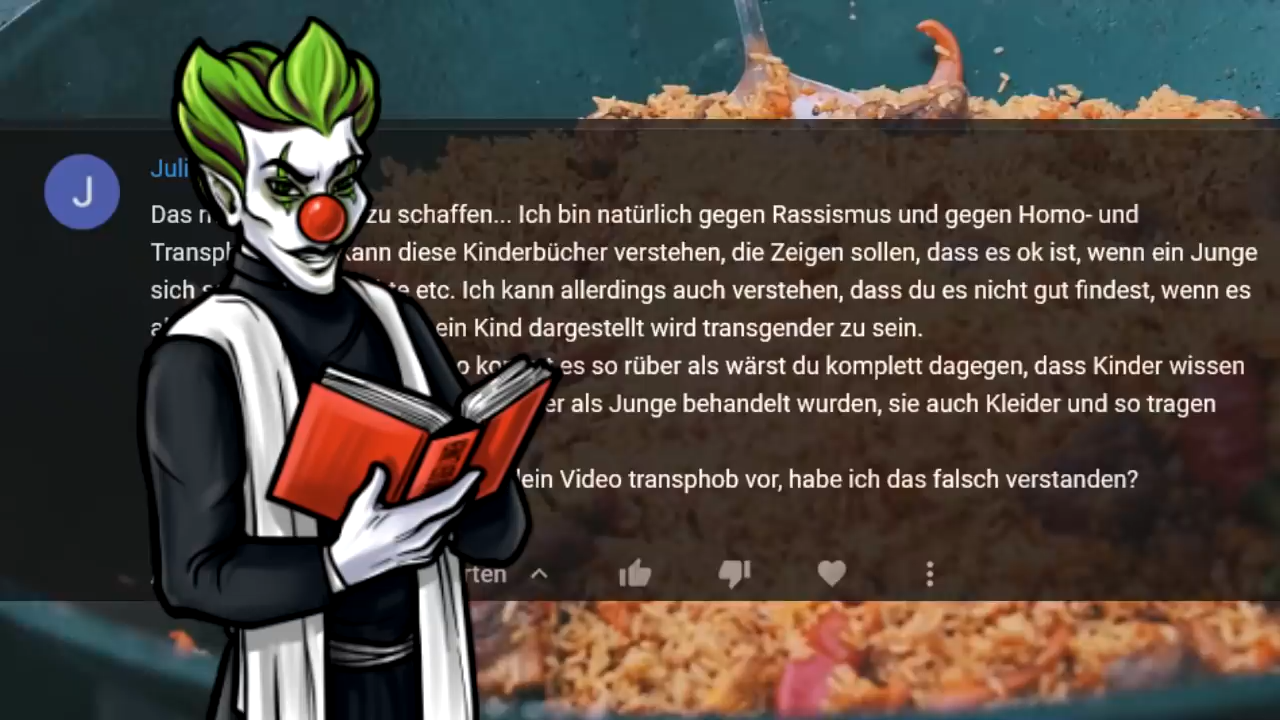 J
Juli
Das zu schaffen... Ich bin natürlich gegen Rassismus und gegen Homo- und
kann diese Kinderbücher verstehen, die Zeigen sollen, dass es ok ist, wenn ein Junge
sich etc. Ich kann allerdings auch verstehen, dass du es nicht gut findest, wenn es
ein Kind dargestellt wird transgender zu sein.
es so rüber als wärst du komplett dagegen, dass Kinder wissen
als Junge behandelt wurden, sie auch Kleider und so tragen
Video transphob vor, habe ich das falsch verstanden?